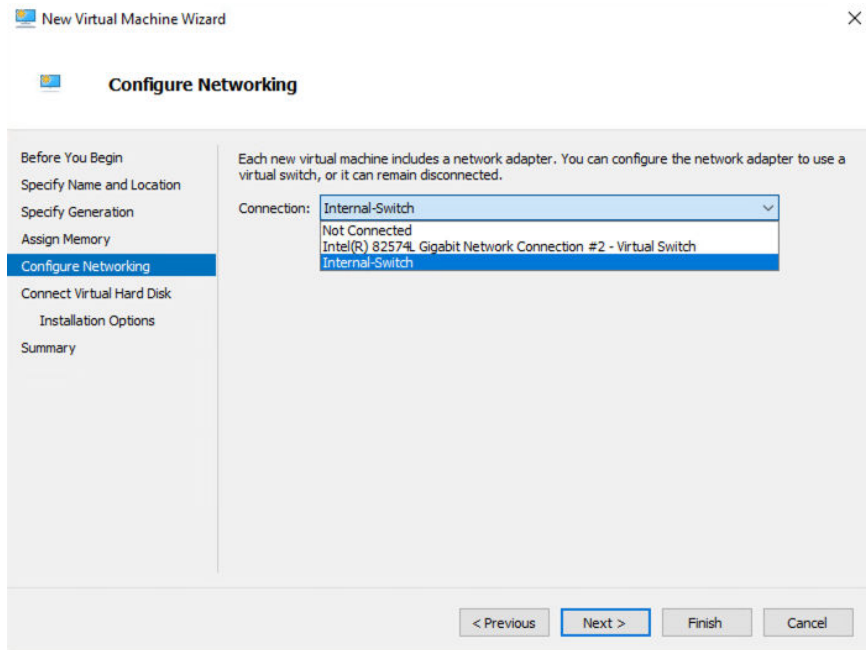 New Virtual Machine Wizard
Configure Networking
Before You Begin
Specify Name and Location
Specify Generation
Assign Memory
Configure Networking
Connect Virtual Hard Disk
Installation Options
Summary
Each new virtual machine includes a network adapter. You can configure the network adapter to use a
virtual switch, or it can remain disconnected.
Connection: Internal-Switch
Not Connected
Intel(R) 82574L Gigabit Network Connection #2 - Virtual Switch
Internal-Switch
< Previous Next > Finish Cancel